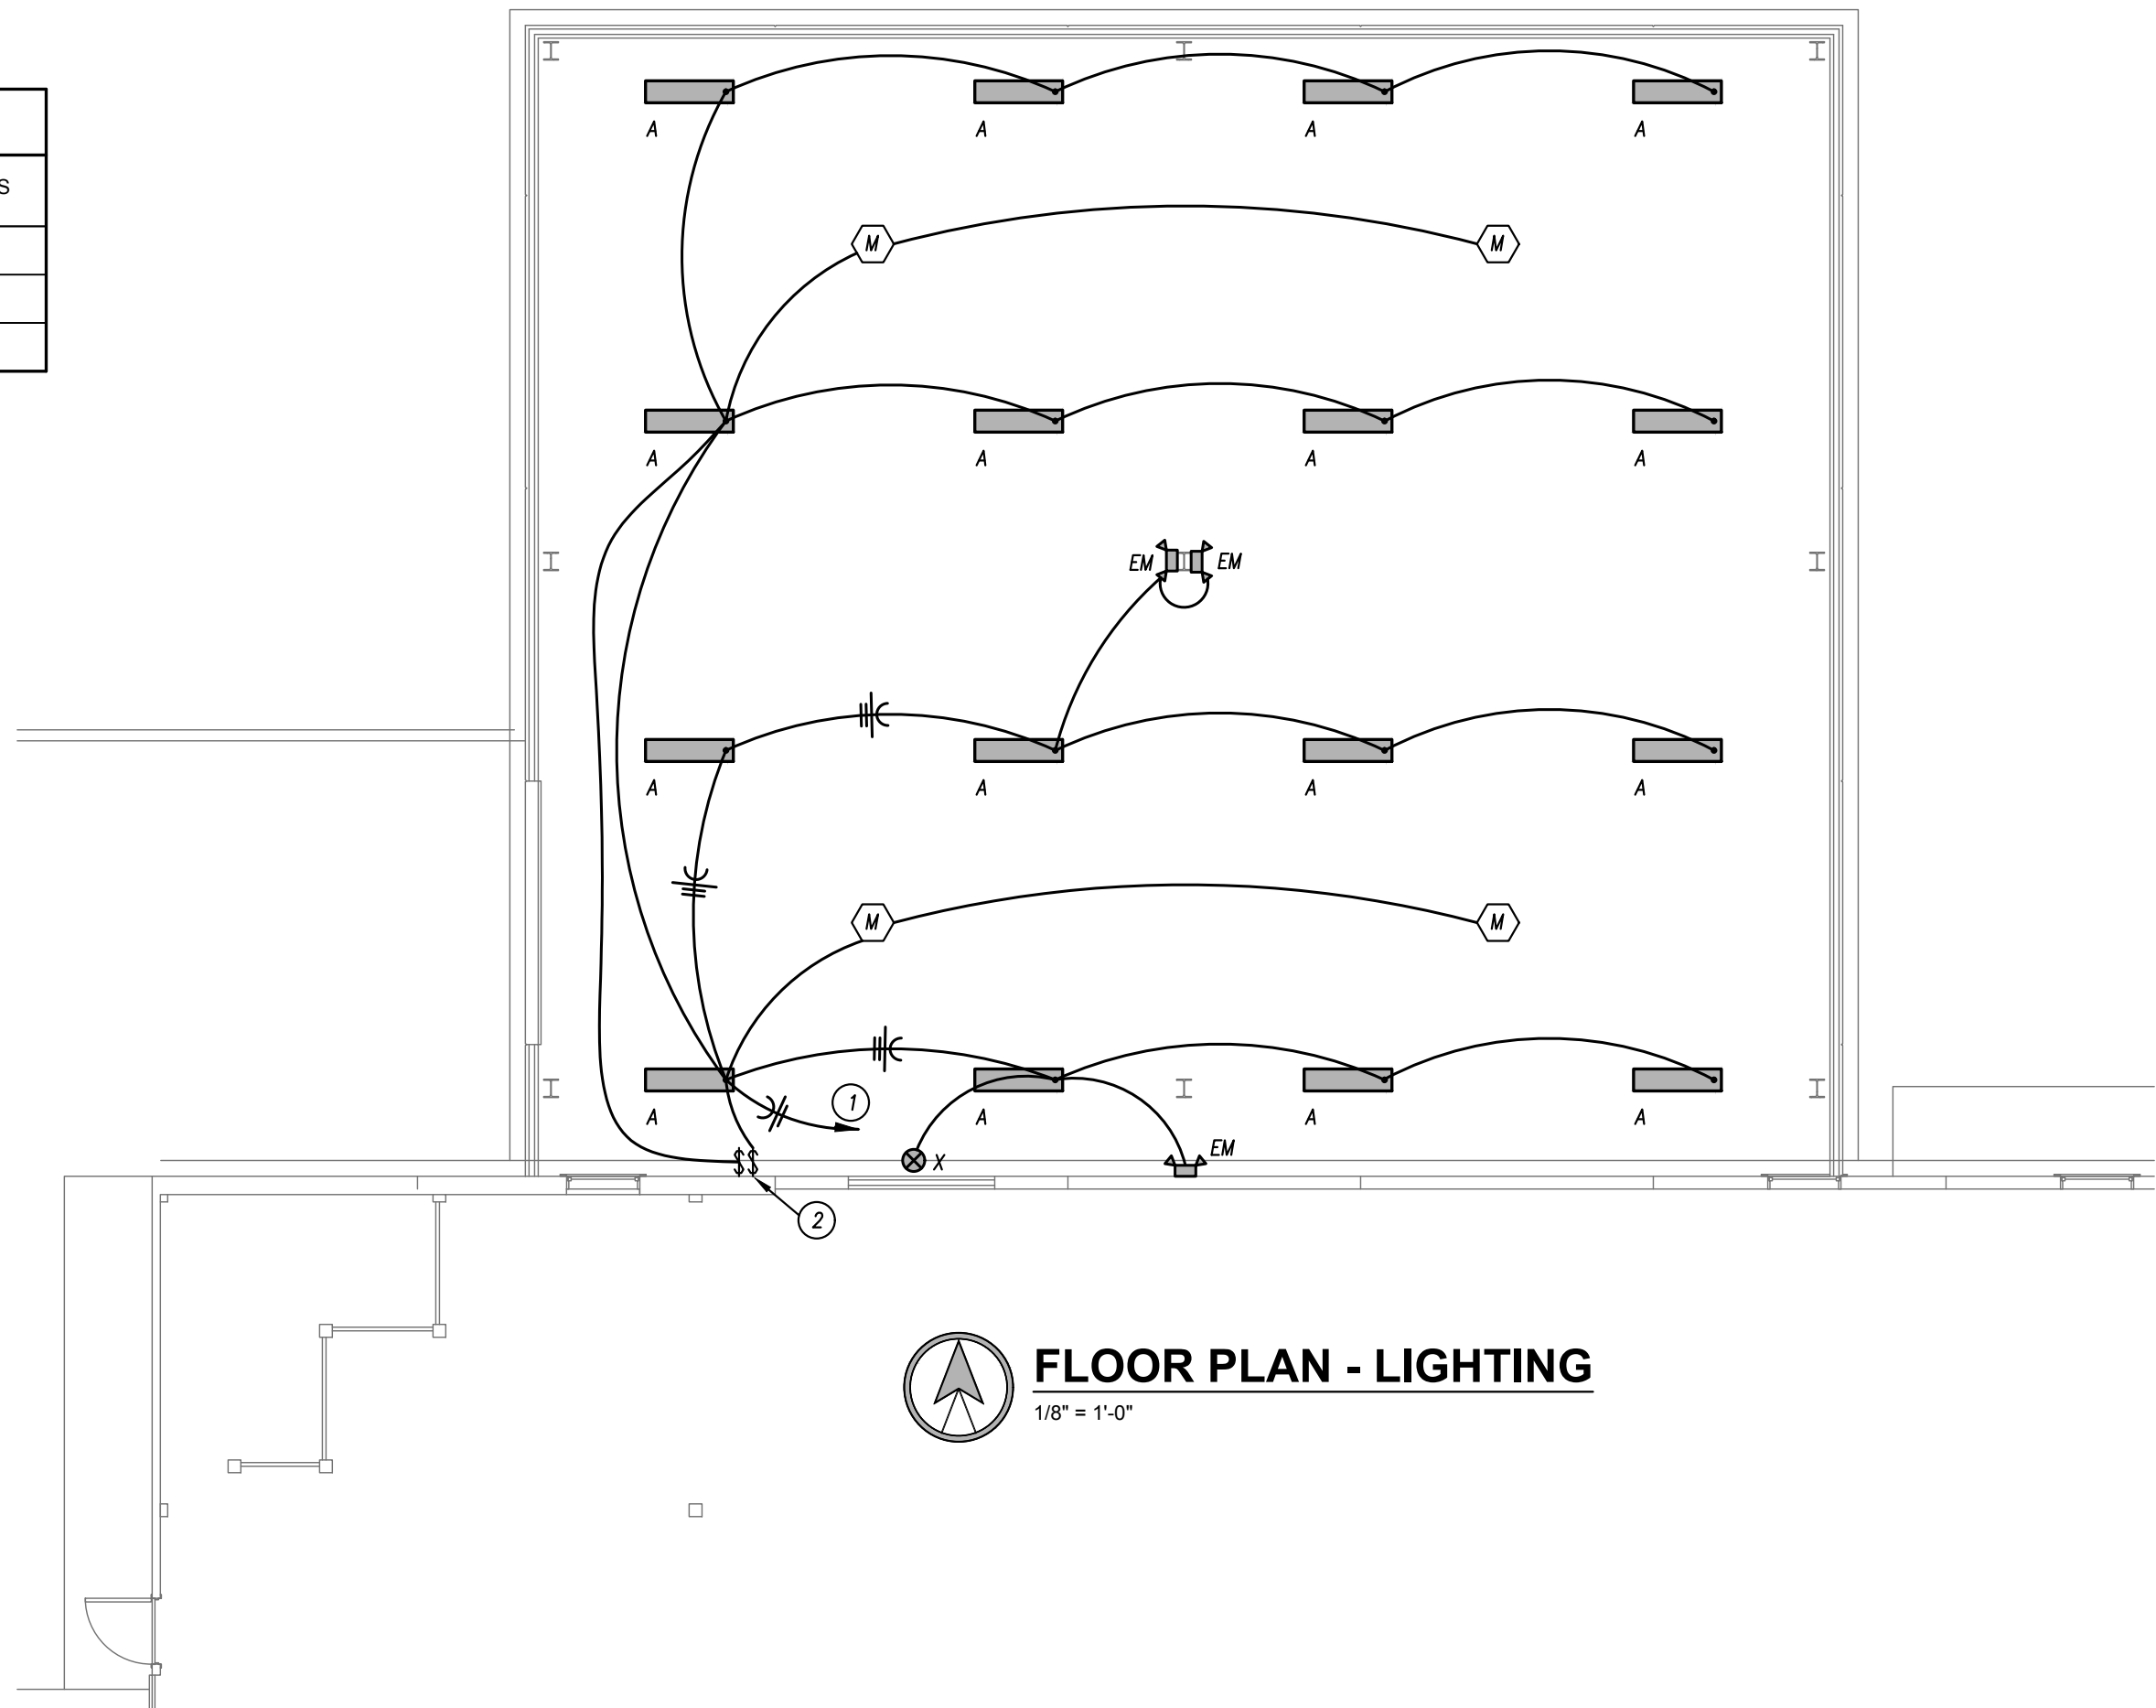 A A A A
S
M M
A A A A
EM EM
A A A A
M M
A A A A
1
EM
X
$ $
2
FLOOR PLAN - LIGHTING
1/8" = 1'-0"